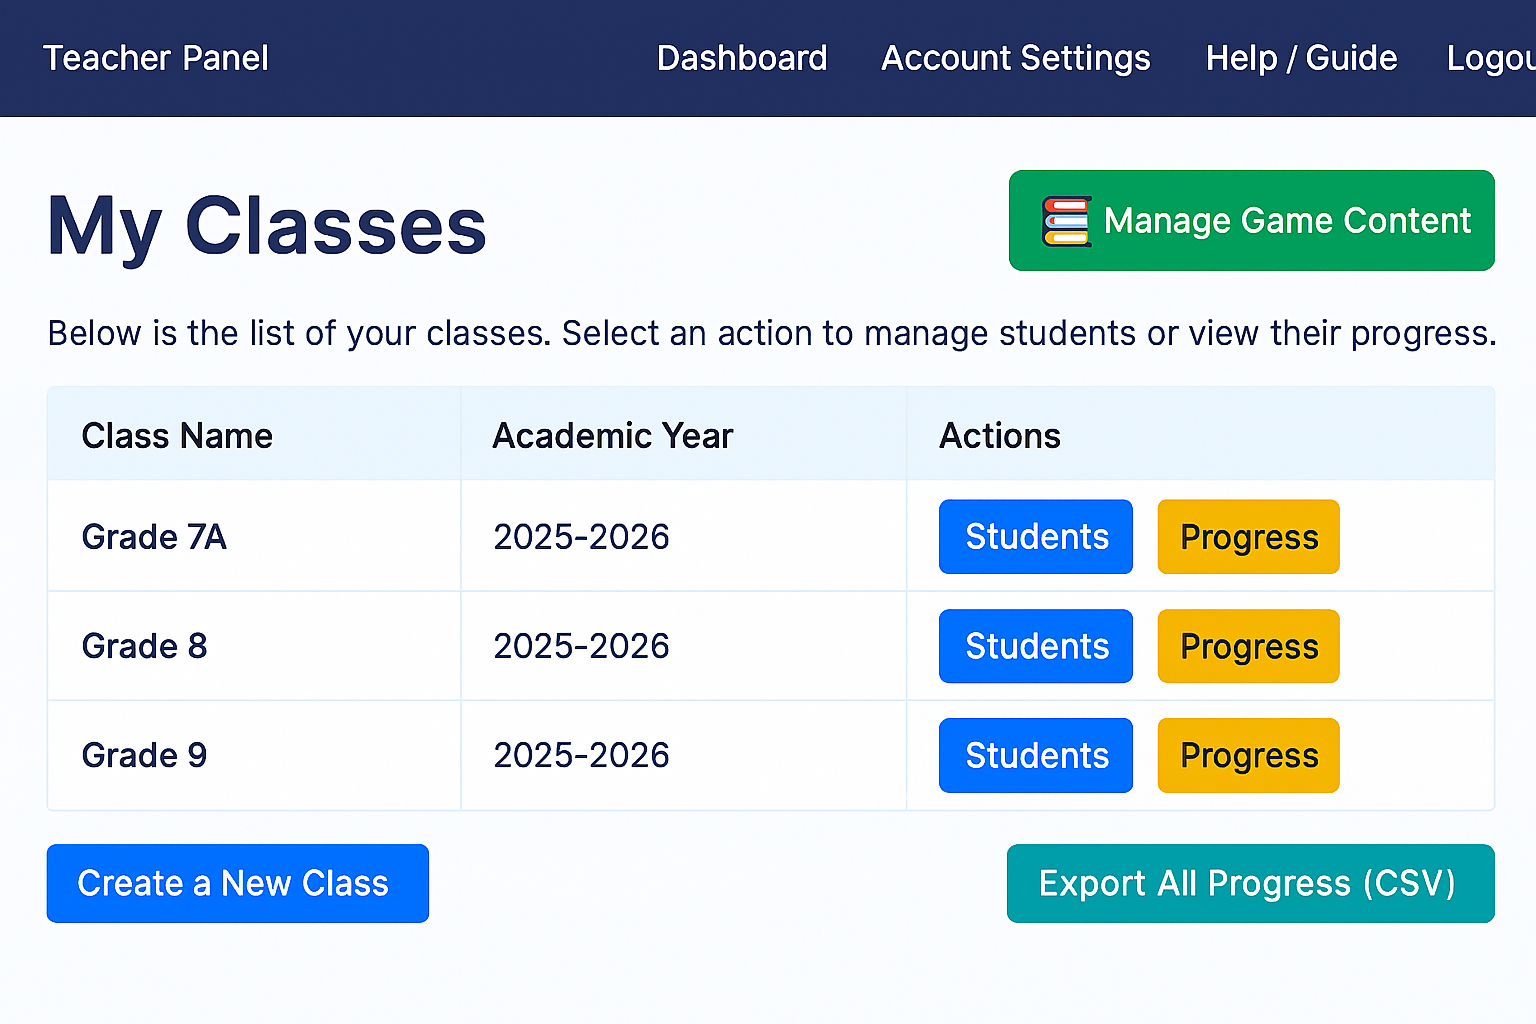 Teacher Panel Dashboard Account Settings Help / Guide Logou
My Classes
Manage Game Content
Below is the list of your classes. Select an action to manage students or view their progress.
Class Name Academic Year Actions
Grade 7A 2025-2026 Students Progress
Grade 8 2025-2026 Students Progress
Grade 9 2025-2026 Students Progress
Create a New Class Export All Progress (CSV)